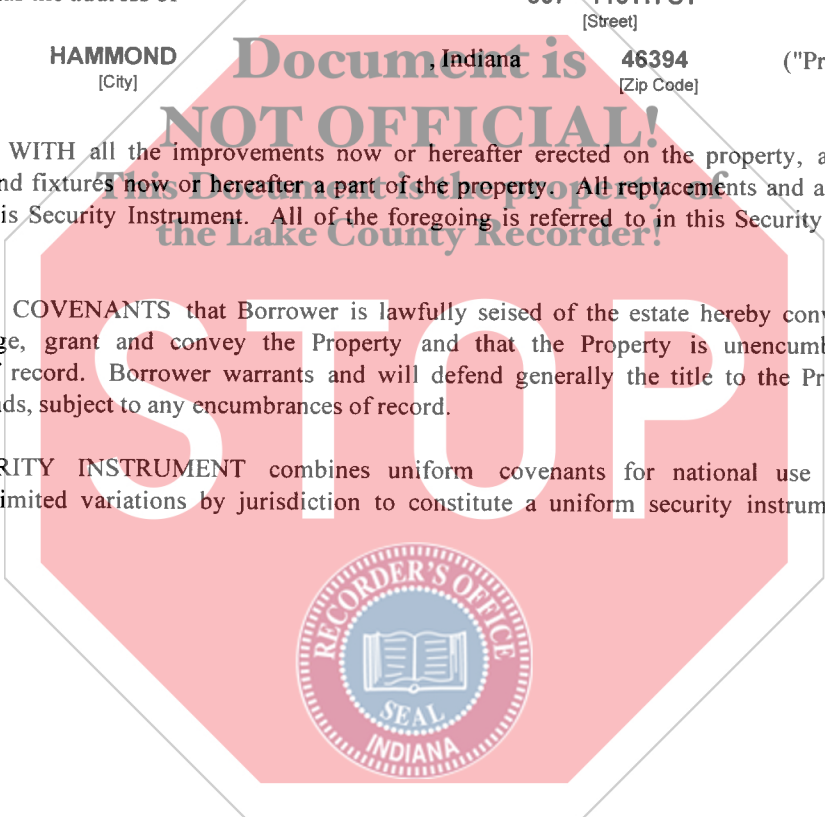 [Street]
HAMMOND , Indiana 46394 ("Pr
[City] [Zip Code]
Document is
NOT OFFICIAL!
This Document is the property of
the Lake County Recorder!
WITH all the improvements now or hereafter erected on the property, a
nd fixtures now or hereafter a part of the property. All replacements and a
is Security Instrument. All of the foregoing is referred to in this Security
COVENANTS that Borrower is lawfully seised of the estate hereby conv
ge, grant and convey the Property and that the Property is unencumb
record. Borrower warrants and will defend generally the title to the Pr
ds, subject to any encumbrances of record.
RITY INSTRUMENT combines uniform covenants for national use
imited variations by jurisdiction to constitute a uniform security instrum
STOP
RECORDER'S OFFICE
SEAL
INDIANA